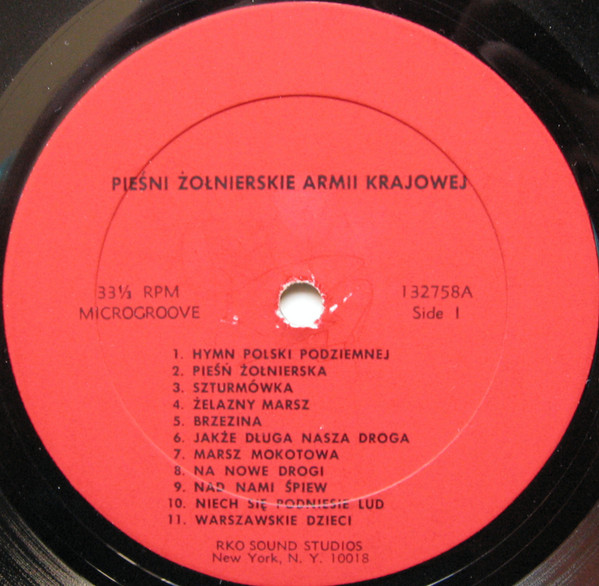 PIEŚNI ŻOŁNIERSKIE ARMII KRAJOWEJ
33⅓ RPM
MICROGROOVE
132758A
Side 1
1. HYMN POLSKI PODZIEMNEJ
2. PIEŚŃ ŻOŁNIERSKA
3. SZTURMÓWKA
4. ŻELAZNY MARSZ
5. BRZEZINA
6. JAKŻE DŁUGA NASZA DROGA
7. MARSZ MOKOTOWA
8. NA NOWE DROGI
9. NAD NAMI ŚPIEW
10. NIECH SIĘ PODNIESIE LUD
11. WARSZAWSKIE DZIECI
RKO SOUND STUDIOS
New York, N. Y. 10018